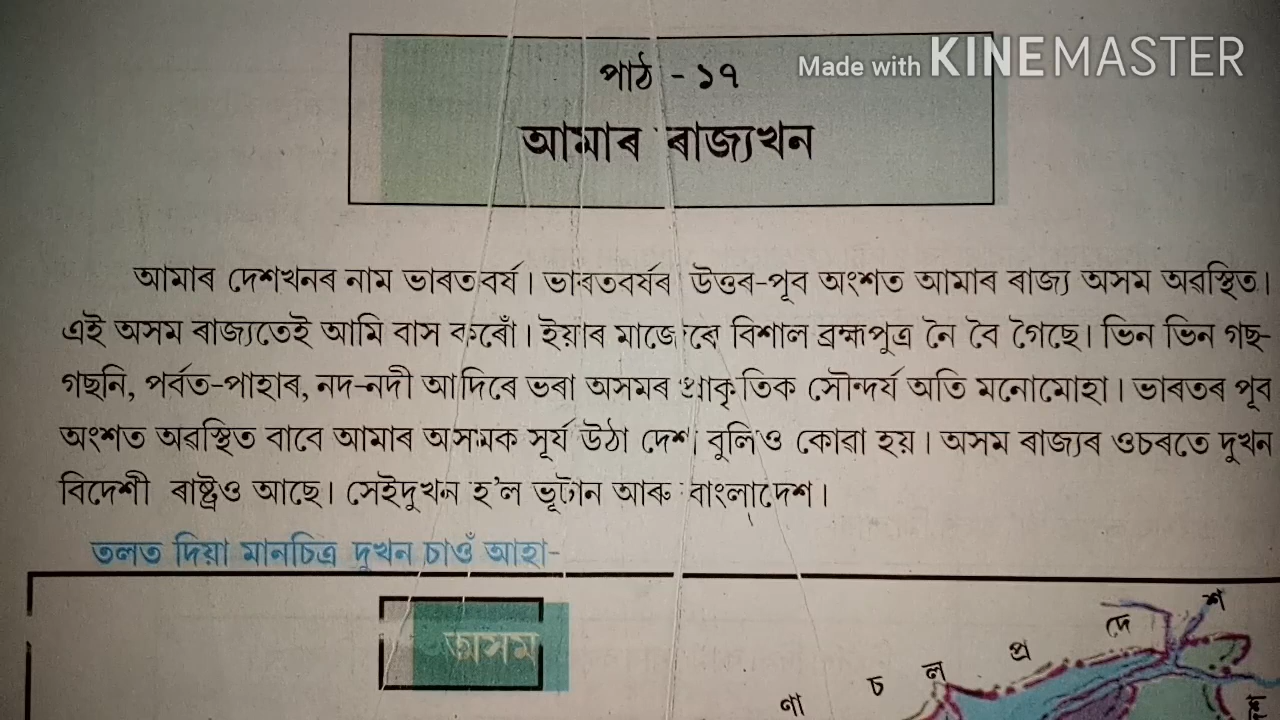 Made with KINEMASTER
পাঠ - ১৭
আমাৰ ৰাজ্যখন
আমাৰ দেশখনৰ নাম ভাৰতবৰ্ষ। ভাৰতবৰ্ষৰ উত্তৰ-পূব অংশত আমাৰ ৰাজ্য অসম অৱস্থিত।
এই অসম ৰাজ্যতেই আমি বাস কৰোঁ। ইয়াৰ মাজেৰে বিশাল ব্ৰহ্মপুত্ৰ নৈ বৈ গৈছে। ভিন ভিন গছ-
গছনি, পৰ্বত-পাহাৰ, নদ-নদী আদিৰে ভৰা অসমৰ প্ৰাকৃতিক সৌন্দৰ্য অতি মনোমোহা। ভাৰতৰ পূব
অংশত অৱস্থিত বাবে আমাৰ অসমক সূৰ্য উঠা দেশ বুলিও কোৱা হয়। অসম ৰাজ্যৰ ওচৰতে দুখন
বিদেশী ৰাষ্ট্ৰও আছে। সেইদুখন হ'ল ভূটান আৰু বাংলাদেশ।
তলত দিয়া মানচিত্ৰ দুখন চাওঁ আহা-
অসম
ণা চ ল প্ৰ দে শ